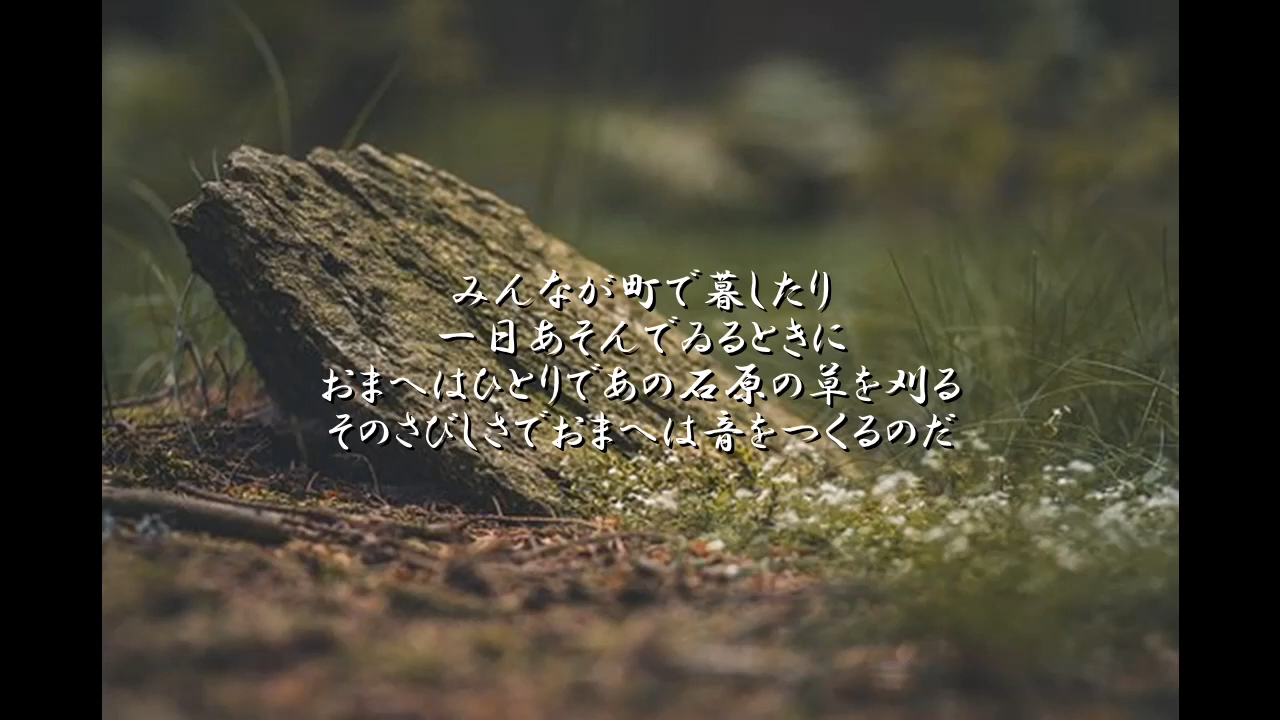 みんなが町で暮したり
一日あそんでゐるときに
おまへはひとりであの石原の草を刈る
そのさびしさでおまへは音をつくるのだ